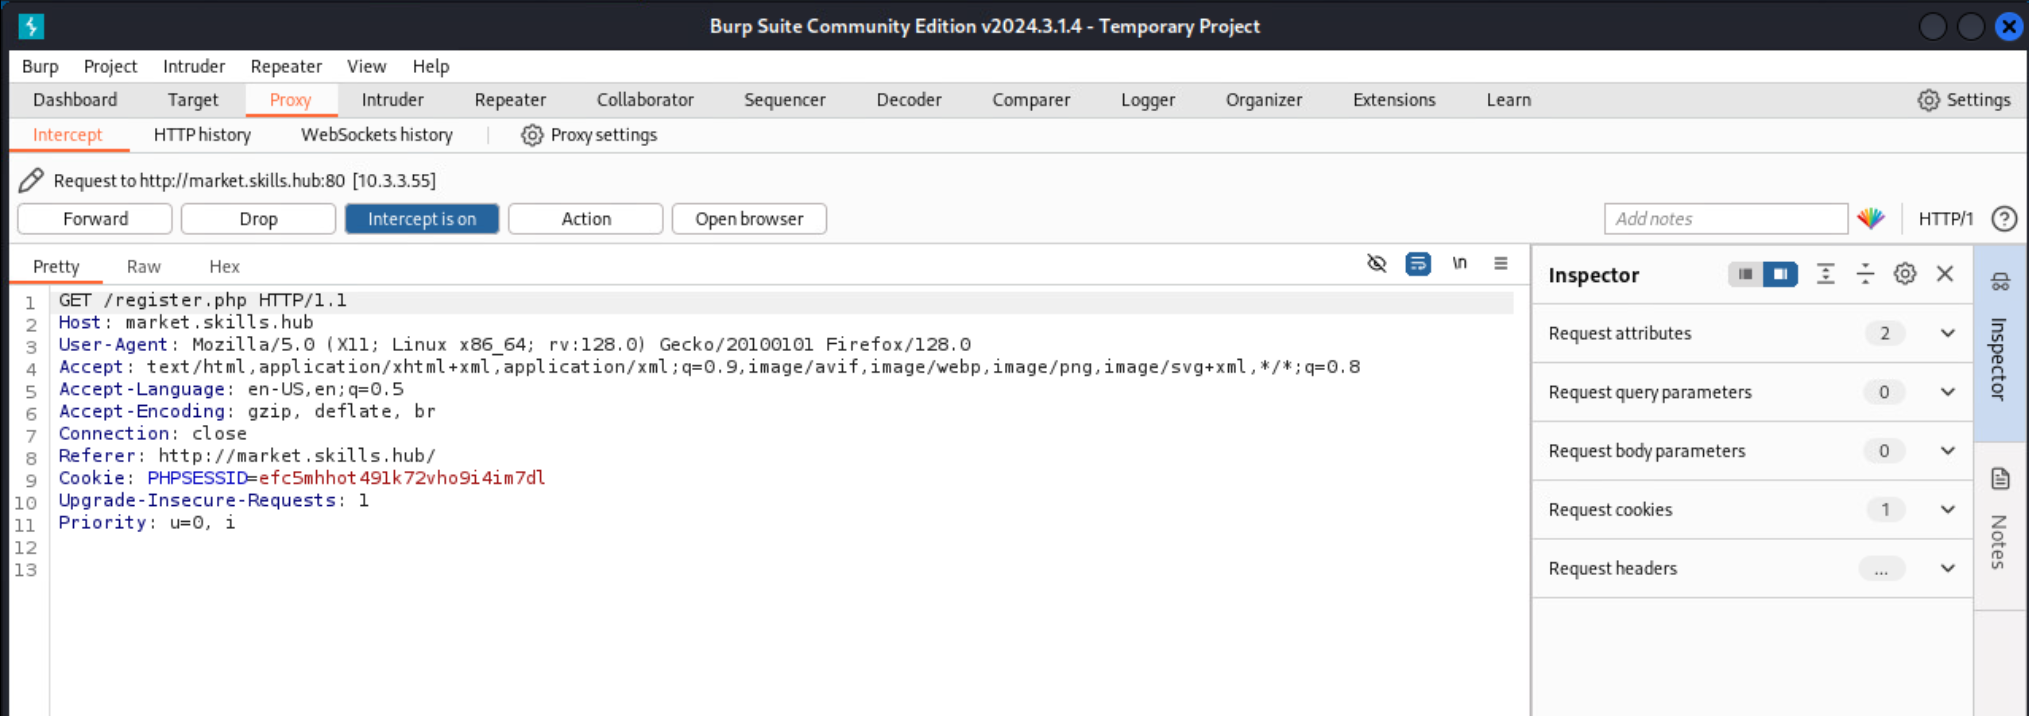 Burp Suite Community Edition v2024.3.1.4 - Temporary Project
Burp Project Intruder Repeater View Help
Dashboard Target Proxy Intruder Repeater Collaborator Sequencer Decoder Comparer Logger Organizer Extensions Learn Settings
Intercept HTTP history WebSockets history Proxy settings
Request to http://market.skills.hub:80 [10.3.3.55]
Forward Drop Intercept is on Action Open browser Add notes HTTP/1
Pretty Raw Hex \n
1 GET /register.php HTTP/1.1
2 Host: market.skills.hub
3 User-Agent: Mozilla/5.0 (X11; Linux x86_64; rv:128.0) Gecko/20100101 Firefox/128.0
4 Accept: text/html,application/xhtml+xml,application/xml;q=0.9,image/avif,image/webp,image/png,image/svg+xml,*/*;q=0.8
5 Accept-Language: en-US,en;q=0.5
6 Accept-Encoding: gzip, deflate, br
7 Connection: close
8 Referer: http://market.skills.hub/
9 Cookie: PHPSESSID=efc5mhhot491k72vho9i4im7dl
10 Upgrade-Insecure-Requests: 1
11 Priority: u=0, i
12
13
Inspector
Request attributes 2
Request query parameters 0
Request body parameters 0
Request cookies 1
Request headers ...
Inspector
Notes